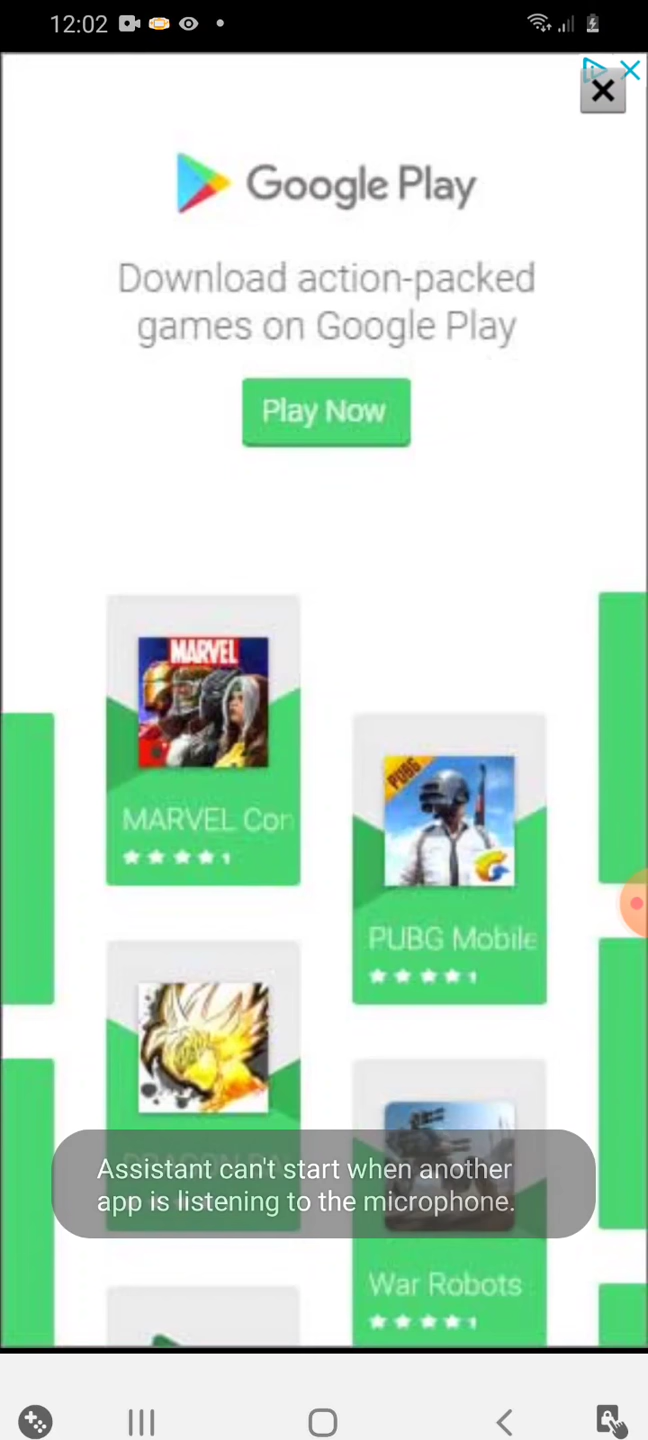 12:02
Google Play
Download action-packed
games on Google Play
Play Now
MARVEL
MARVEL Con
PUBG
PUBG Mobile
Assistant can't start when another
app is listening to the microphone.
War Robots